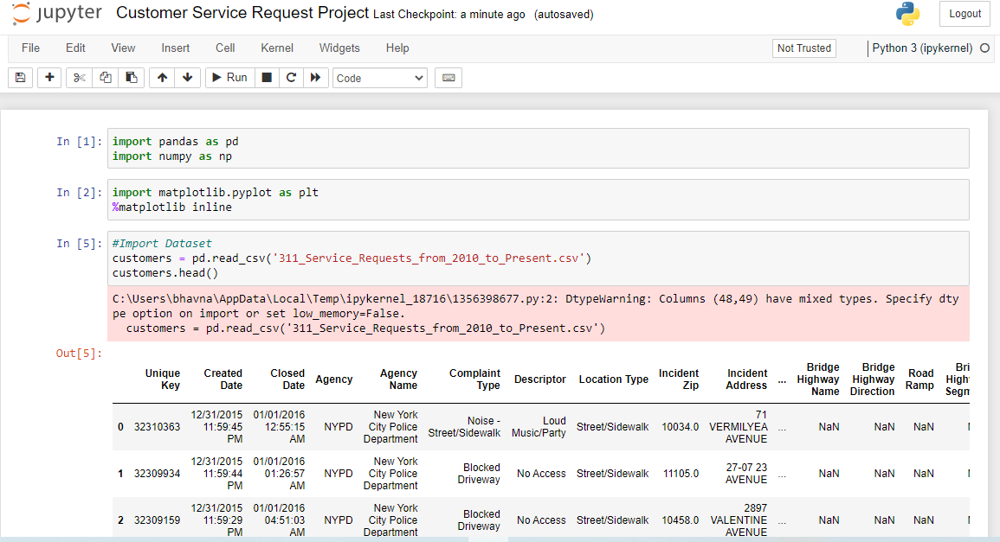 jupyter Customer Service Request Project Last Checkpoint: a minute ago (autosaved) Logout
File Edit View Insert Cell Kernel Widgets Help Not Trusted Python 3 (ipykernel)
Run Code
In [1]: import pandas as pd
import numpy as np
In [2]: import matplotlib.pyplot as plt
%matplotlib inline
In [5]: #Import Dataset
customers = pd.read_csv('311_Service_Requests_from_2010_to_Present.csv')
customers.head()
C:\Users\bhavna\AppData\Local\Temp\ipykernel_18716\1356398677.py:2: DtypeWarning: Columns (48,49) have mixed types. Specify dty
pe option on import or set low_memory=False.
customers = pd.read_csv('311_Service_Requests_from_2010_to_Present.csv')
Out[5]:
Unique Key Created Date Closed Date Agency Agency Name Complaint Type Descriptor Location Type Incident Zip Incident Address ... Bridge Highway Name Bridge Highway Direction Road Ramp
0 32310363 12/31/2015 11:59:45 PM 01/01/2016 12:55:15 AM NYPD New York City Police Department Noise - Street/Sidewalk Loud Music/Party Street/Sidewalk 10034.0 71 VERMILYEA AVENUE ... NaN NaN NaN
1 32309934 12/31/2015 11:59:44 PM 01/01/2016 01:26:57 AM NYPD New York City Police Department Blocked Driveway No Access Street/Sidewalk 11105.0 27-07 23 AVENUE ... NaN NaN NaN
2 32309159 12/31/2015 11:59:29 PM 01/01/2016 04:51:03 AM NYPD New York City Police Department Blocked Driveway No Access Street/Sidewalk 10458.0 2897 VALENTINE AVENUE ... NaN NaN NaN